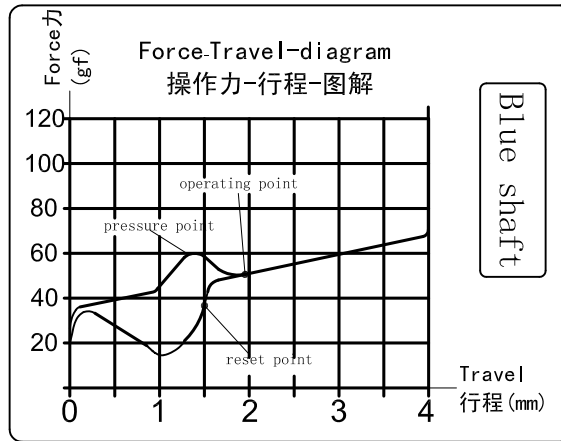 Force力
(gf)
Force-Travel-diagram
操作力-行程-图解
120
100
80
60
40
20
operating point
pressure point
reset point
0
1
2
3
4
Travel
行程(mm)
Blue shaft